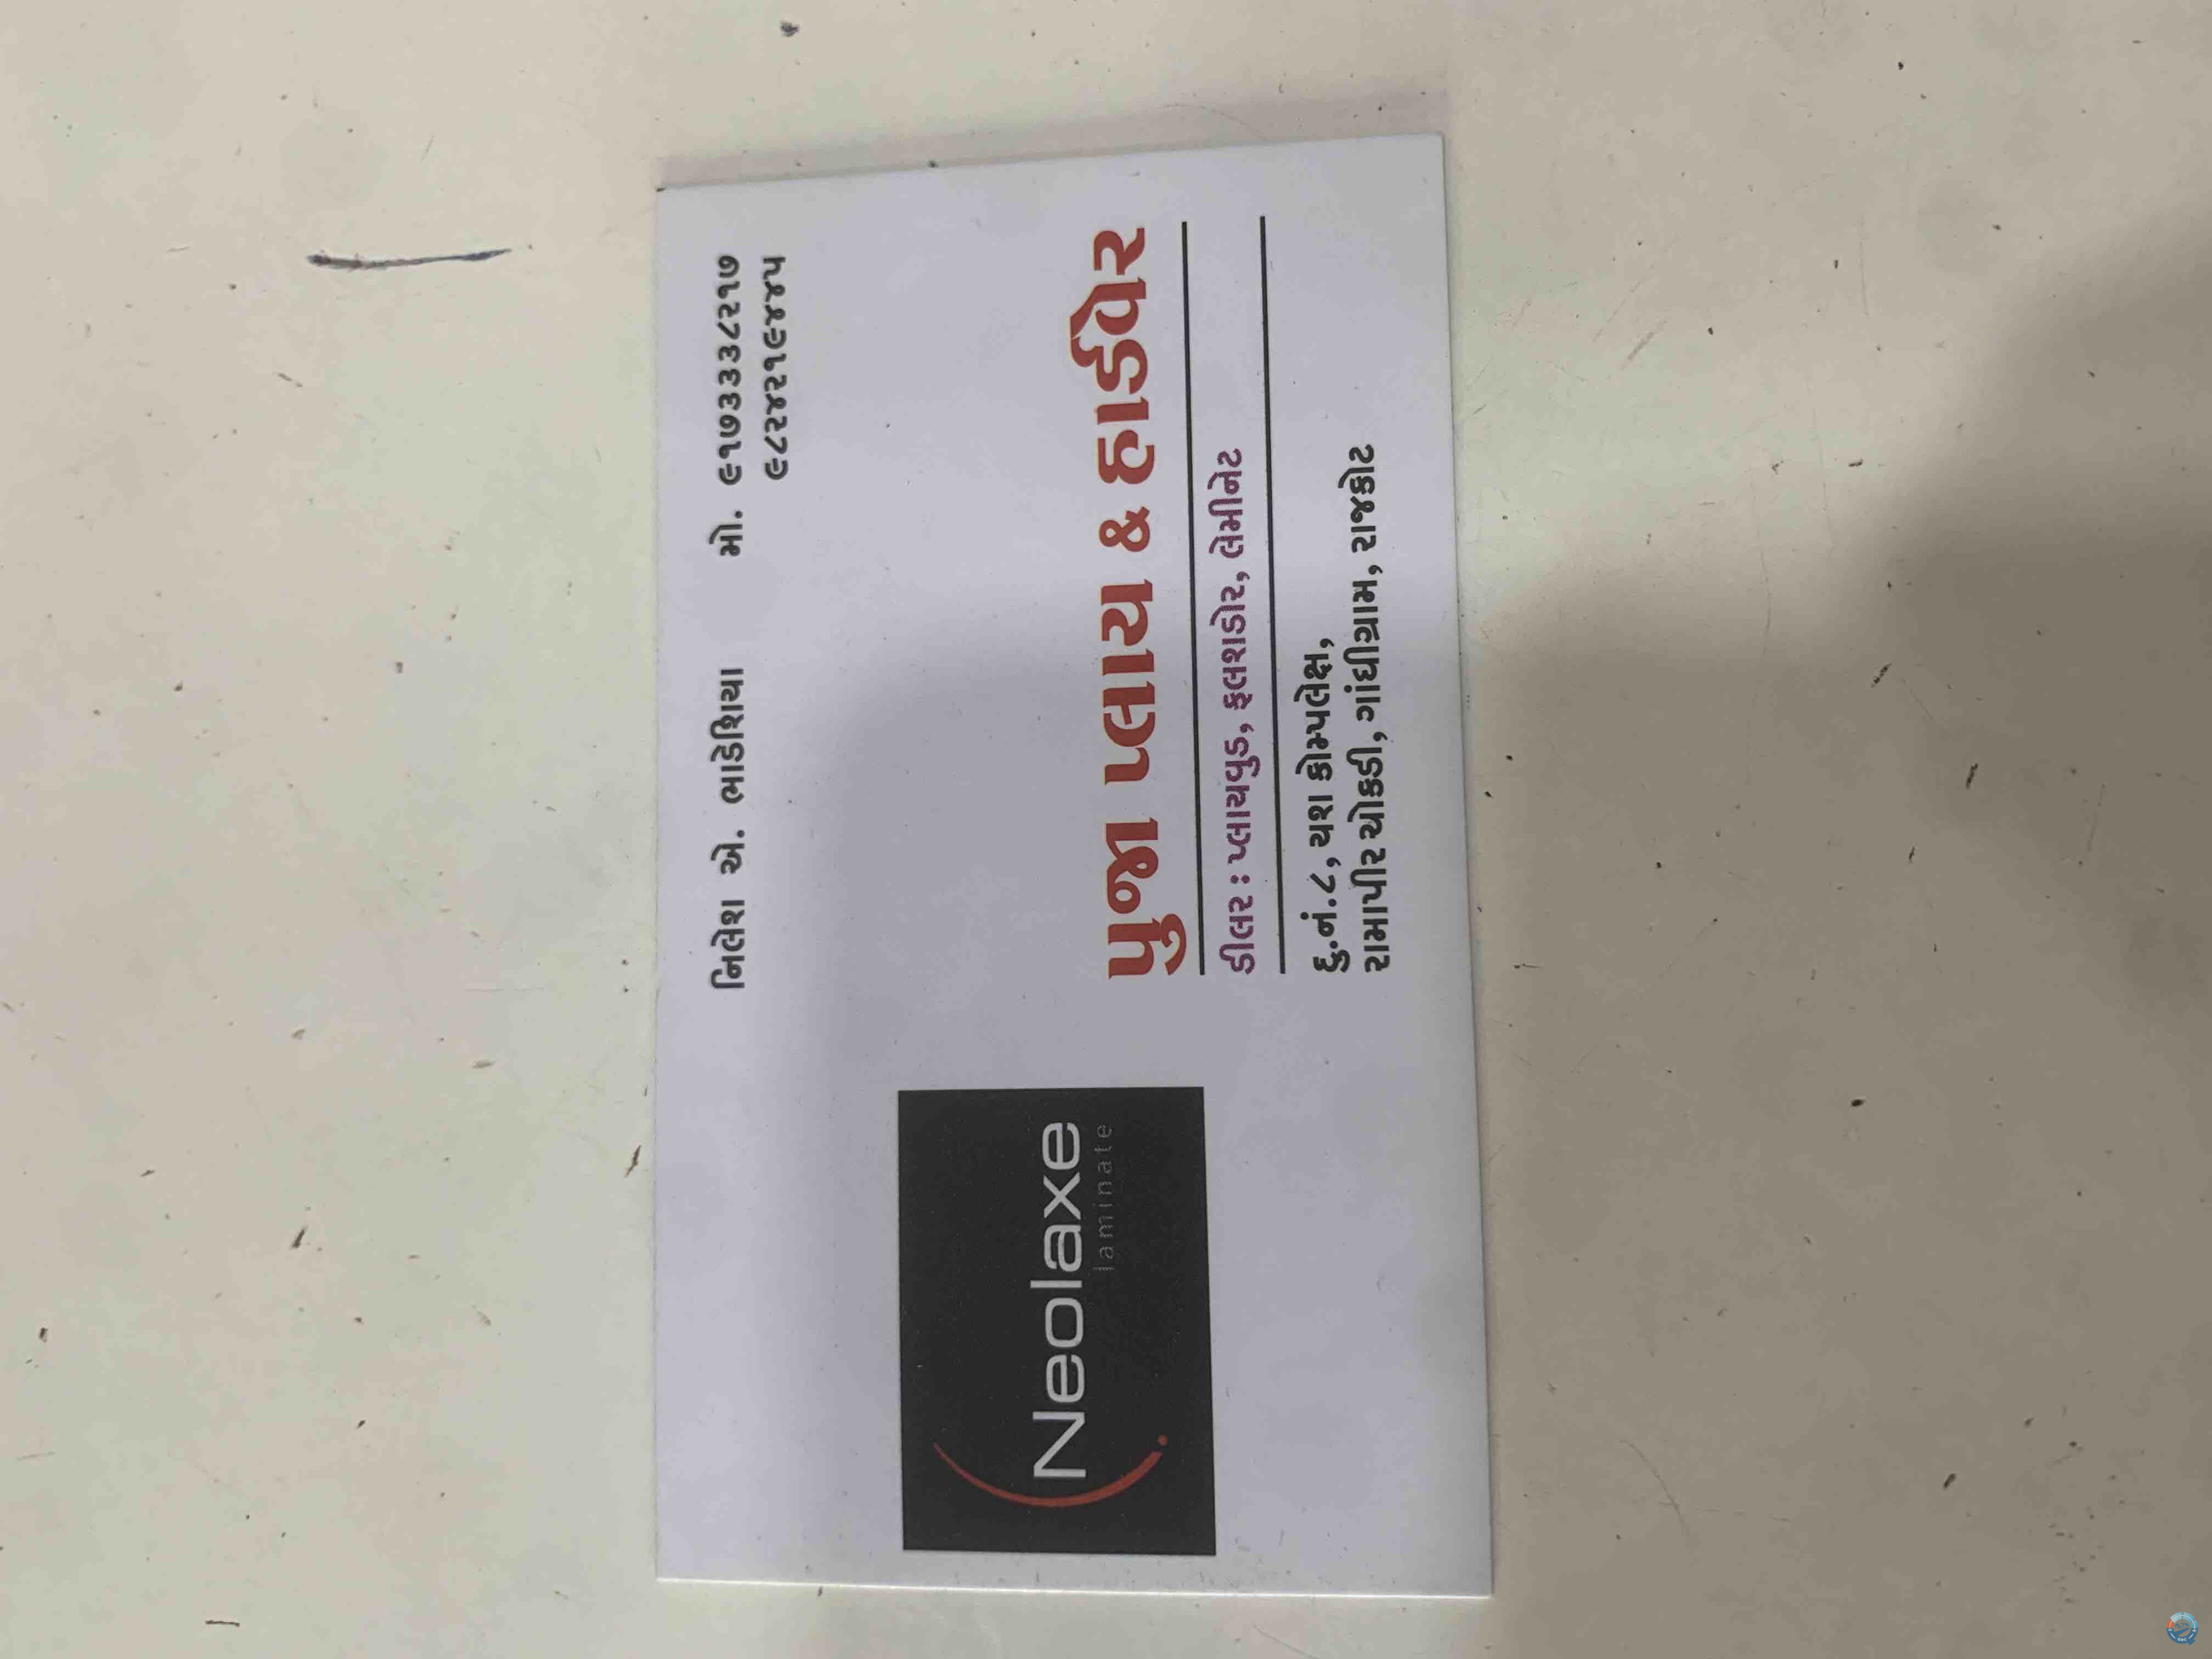 નિલેશ એ. ભાડેશિયા મો. ૯૧૭૩૩૩૮૨૧૭
૯૮૨૪૨૧૯૪૪૫
Neolaxe
laminate
પુજા પ્લાય & હાર્ડવેર
ડીલર : પ્લાયવુડ, ફ્લશડોર, લેમીનેટ
દુ.નં.૮, યશ કોમ્પલેક્ષ,
રામાપીર ચોકડી, ગાંધીગ્રામ, રાજકોટ